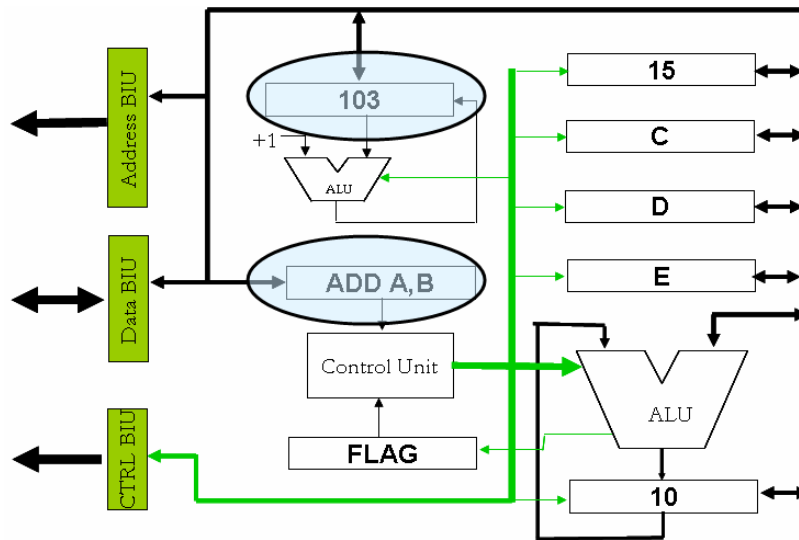 Address BIU
103
+1
ALU
15
C
D
E
Data BIU
ADD A,B
Control Unit
ALU
CTRL BIU
FLAG
10